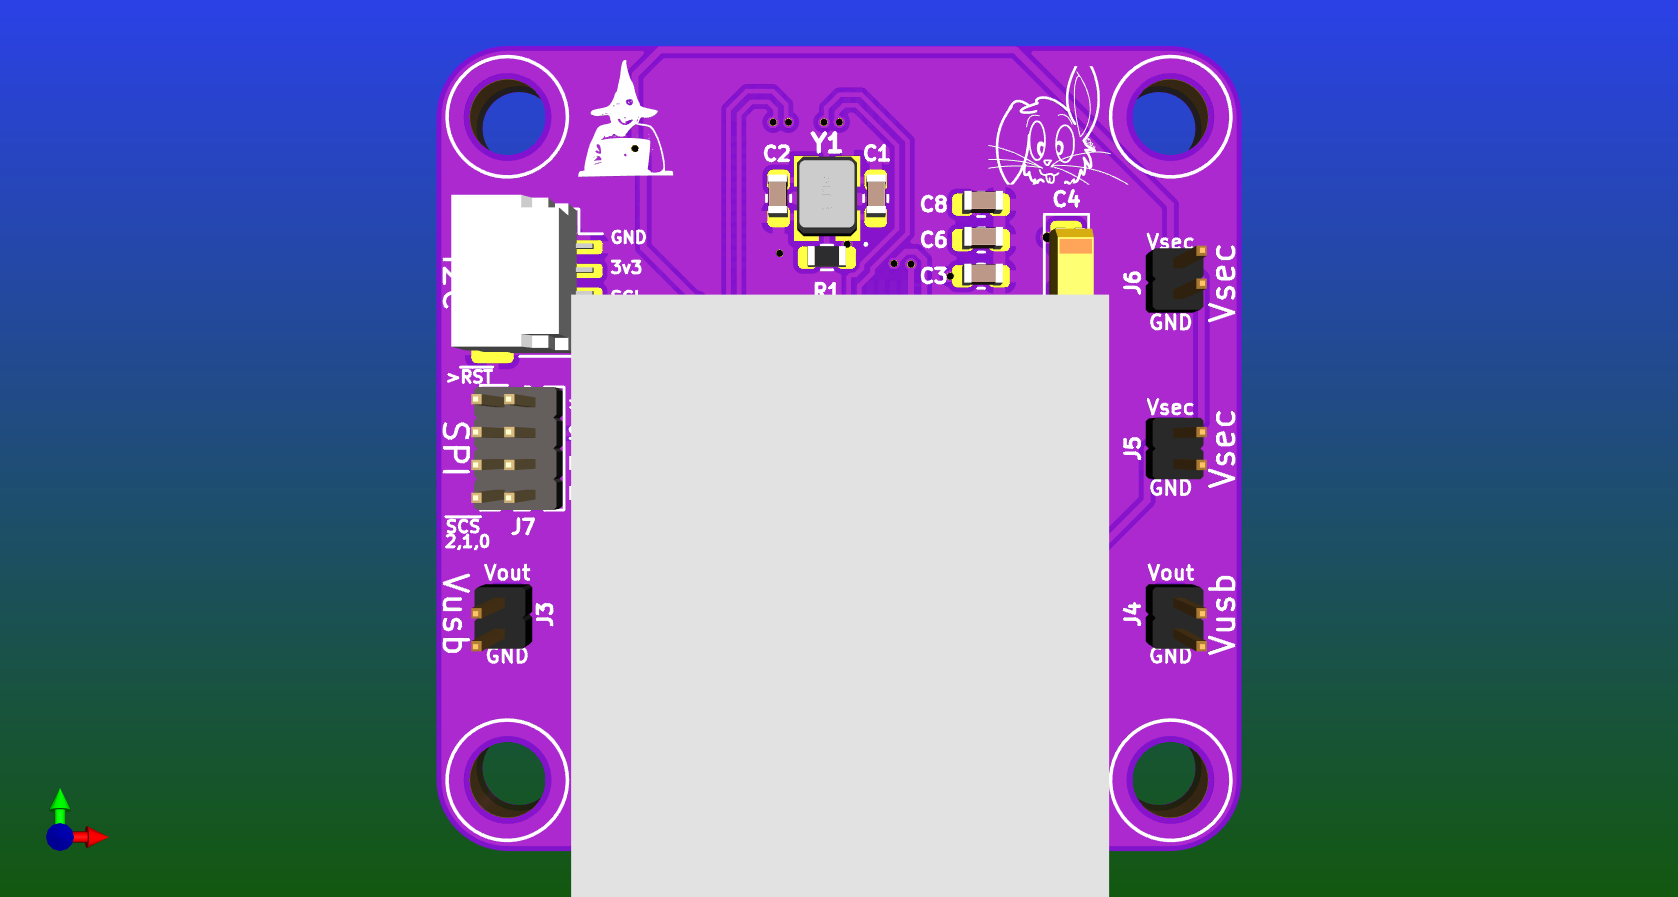 Y1
C2
C1
C8
C6
C3
C4
R1
GND
3v3
Vsec
J6
GND
Vsec
>RST
SPI
SCS
2,1,0
J7
Vsec
J5
GND
Vsec
Vout
Vusb
J3
GND
Vout
J4
GND
Vusb